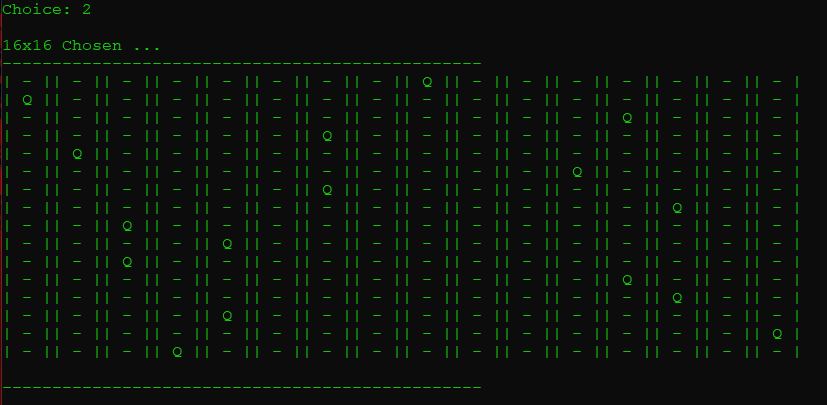 Choice: 2
16x16 Chosen ...
------------------------------------------------
| - || - || - || - || - || - || - || - || Q || - || - || - || - || - || - || - |
| Q || - || - || - || - || - || - || - || - || - || - || - || - || - || - || - |
| - || - || - || - || - || - || - || - || - || - || - || - || Q || - || - || - |
| - || - || - || - || - || - || Q || - || - || - || - || - || - || - || - || - |
| - || Q || - || - || - || - || - || - || - || - || - || - || - || - || - || - |
| - || - || - || - || - || - || - || - || - || - || - || Q || - || - || - || - |
| - || - || - || - || - || - || Q || - || - || - || - || - || - || - || - || - |
| - || - || - || - || - || - || - || - || - || - || - || - || - || Q || - || - |
| - || - || Q || - || - || - || - || - || - || - || - || - || - || - || - || - |
| - || - || - || - || Q || - || - || - || - || - || - || - || - || - || - || - |
| - || - || Q || - || - || - || - || - || - || - || - || - || - || - || - || - |
| - || - || - || - || - || - || - || - || - || - || - || - || Q || - || - || - |
| - || - || - || - || - || - || - || - || - || - || - || - || - || Q || - || - |
| - || - || - || - || Q || - || - || - || - || - || - || - || - || - || - || - |
| - || - || - || - || - || - || - || - || - || - || - || - || - || - || - || Q |
| - || - || - || Q || - || - || - || - || - || - || - || - || - || - || - || - |
------------------------------------------------